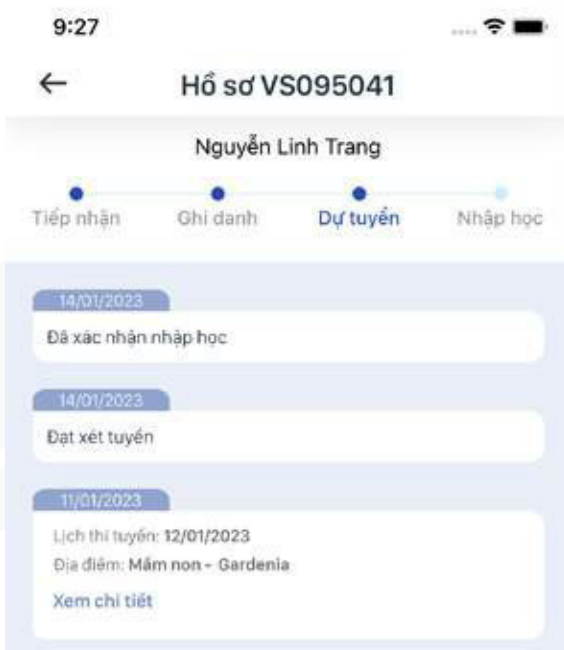 9:27
Hồ sơ VS095041
Nguyễn Linh Trang
Tiếp nhận Ghi danh Dự tuyển Nhập học
14/01/2023
Đã xác nhận nhập học
14/01/2023
Đạt xét tuyển
11/01/2023
Lịch thi tuyển: 12/01/2023
Địa điểm: Mầm non - Gardenia
Xem chi tiết